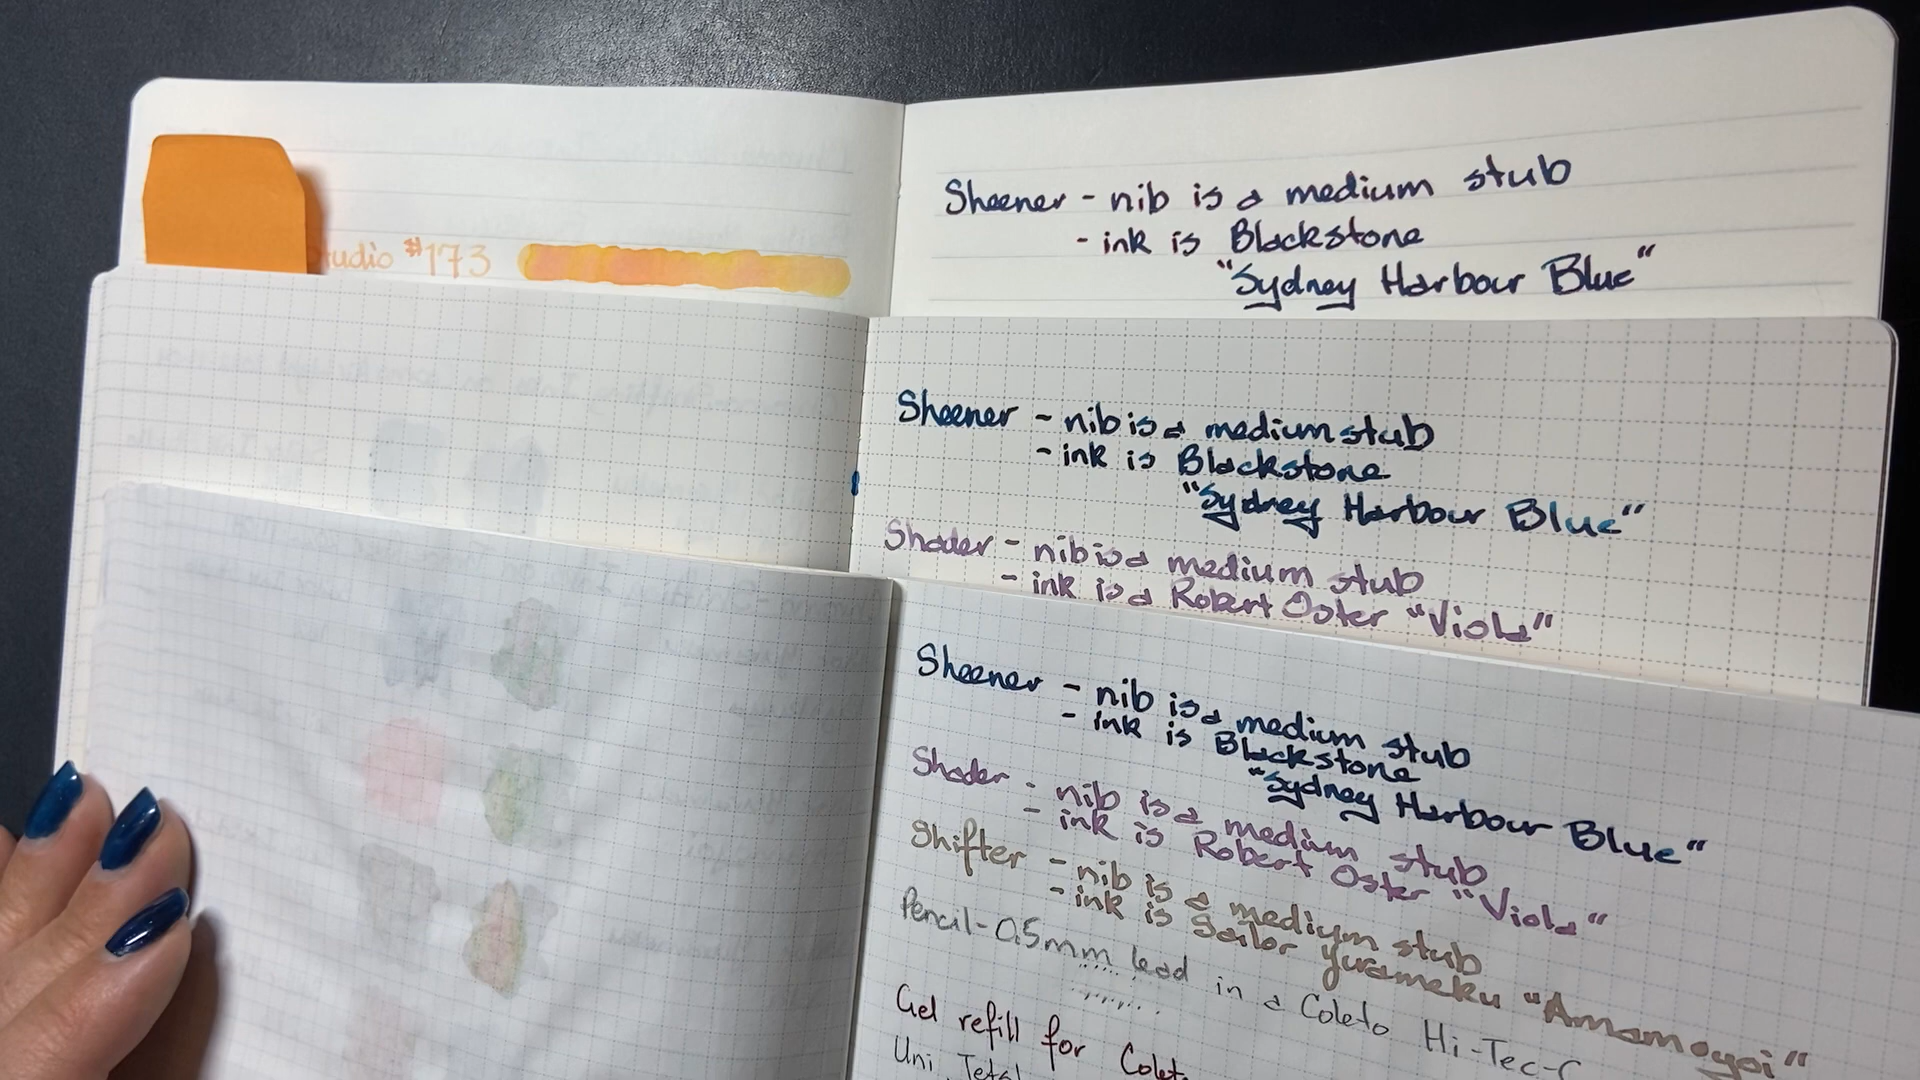 tudio #173
Sheener - nib is a medium stub
- ink is Blackstone
"Sydney Harbour Blue"
Sheener - nib is a medium stub
- ink is Blackstone
"Sydney Harbour Blue"
Shader - nib is a medium stub
- ink is a Robert Oster "Viola"
Sheener - nib is a medium stub
- ink is Blackstone
"Sydney Harbour Blue"
Shader - nib is a medium stub
- ink is Robert Oster "Viola"
Shifter - nib is a medium stub
- ink is Sailor Yurameku "Amamoyoi"
Pencil - 0.5mm lead in a Coleto Hi-Tec-C
Gel refill for Colet
Uni Jetst